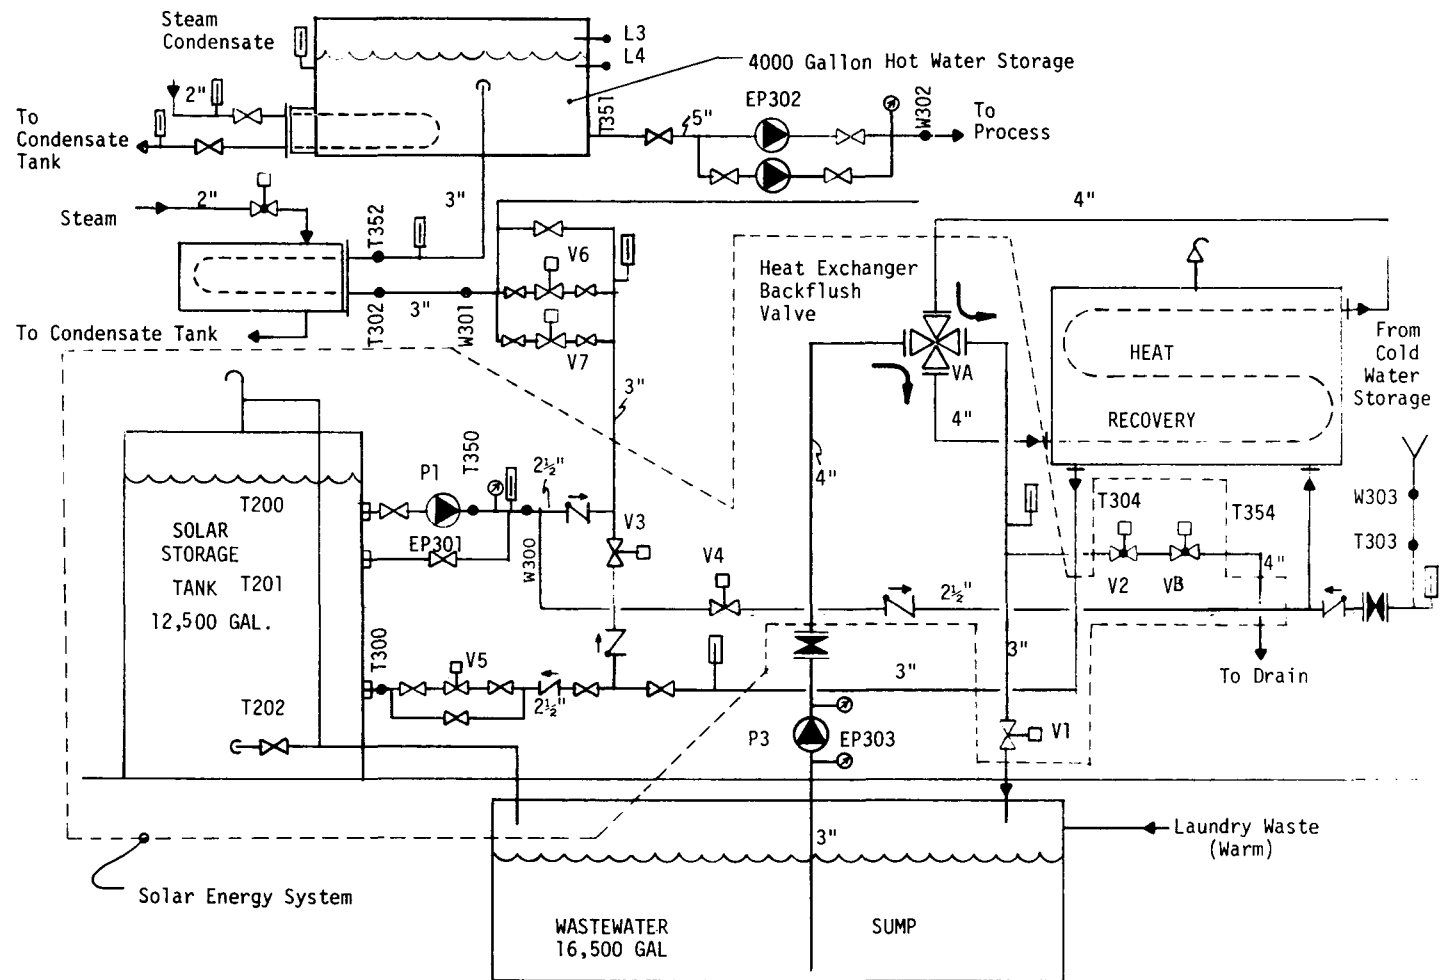 Steam
Condensate
L3
L4
4000 Gallon Hot Water Storage
2"
To
Condensate
Tank
T351
5"
EP302
W302
To
Process
Steam
2"
T352
3"
4"
V6
Heat Exchanger
Backflush
Valve
T302
3"
W301
To Condensate Tank
V7
VA
HEAT
RECOVERY
From
Cold
Water
Storage
3"
4"
4"
P1
T350
2½"
T200
EP301
V3
W300
SOLAR
STORAGE
TANK
12,500 GAL.
T201
V4
2½"
T304
T354
W303
T303
V2
VB
4"
T300
V5
2½"
3"
3"
To Drain
T202
P3
EP303
V1
3"
Laundry Waste
(Warm)
Solar Energy System
WASTEWATER
16,500 GAL
SUMP